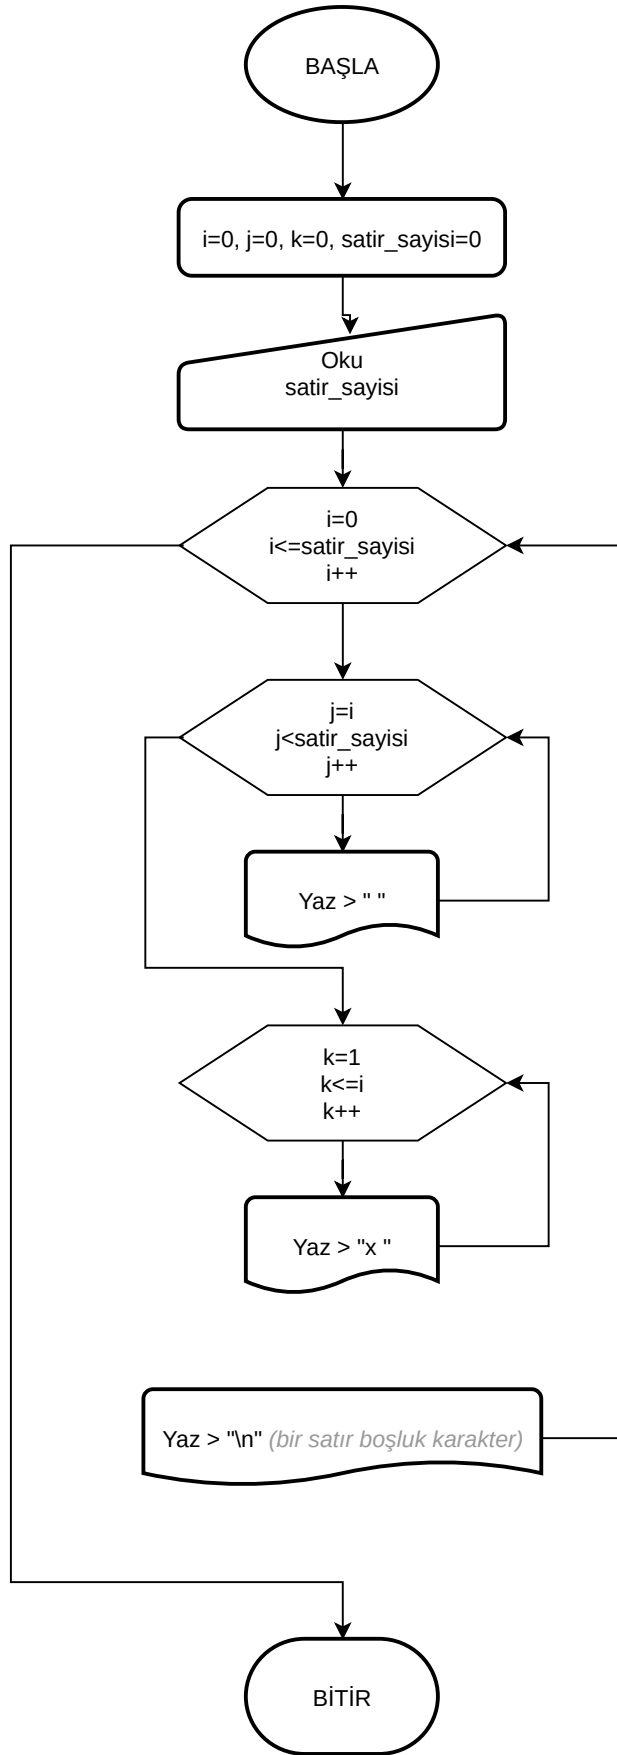 BAŞLA
i=0, j=0, k=0, satir_sayisi=0
Oku
satir_sayisi
i=0
i<=satir_sayisi
i++
j=i
j<satir_sayisi
j++
Yaz > " "
k=1
k<=i
k++
Yaz > "x "
Yaz > "\n" (bir satır boşluk karakter)
BİTİR